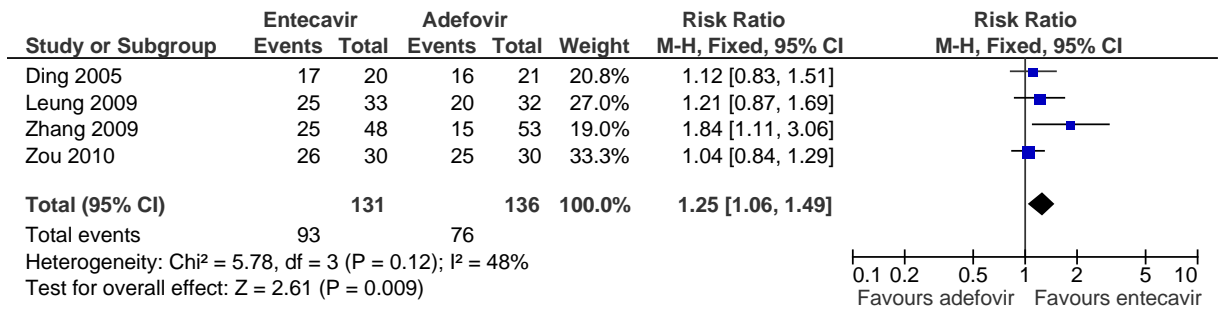 Entecavir Adefovir Risk Ratio Risk Ratio
Study or Subgroup Events Total Events Total Weight M-H, Fixed, 95% CI M-H, Fixed, 95% CI
Ding 2005 17 20 16 21 20.8% 1.12 [0.83, 1.51]
Leung 2009 25 33 20 32 27.0% 1.21 [0.87, 1.69]
Zhang 2009 25 48 15 53 19.0% 1.84 [1.11, 3.06]
Zou 2010 26 30 25 30 33.3% 1.04 [0.84, 1.29]
Total (95% CI) 131 136 100.0% 1.25 [1.06, 1.49]
Total events 93 76
Heterogeneity: Chi² = 5.78, df = 3 (P = 0.12); I² = 48%
Test for overall effect: Z = 2.61 (P = 0.009)
0.1 0.2 0.5 1 2 5 10
Favours adefovir Favours entecavir